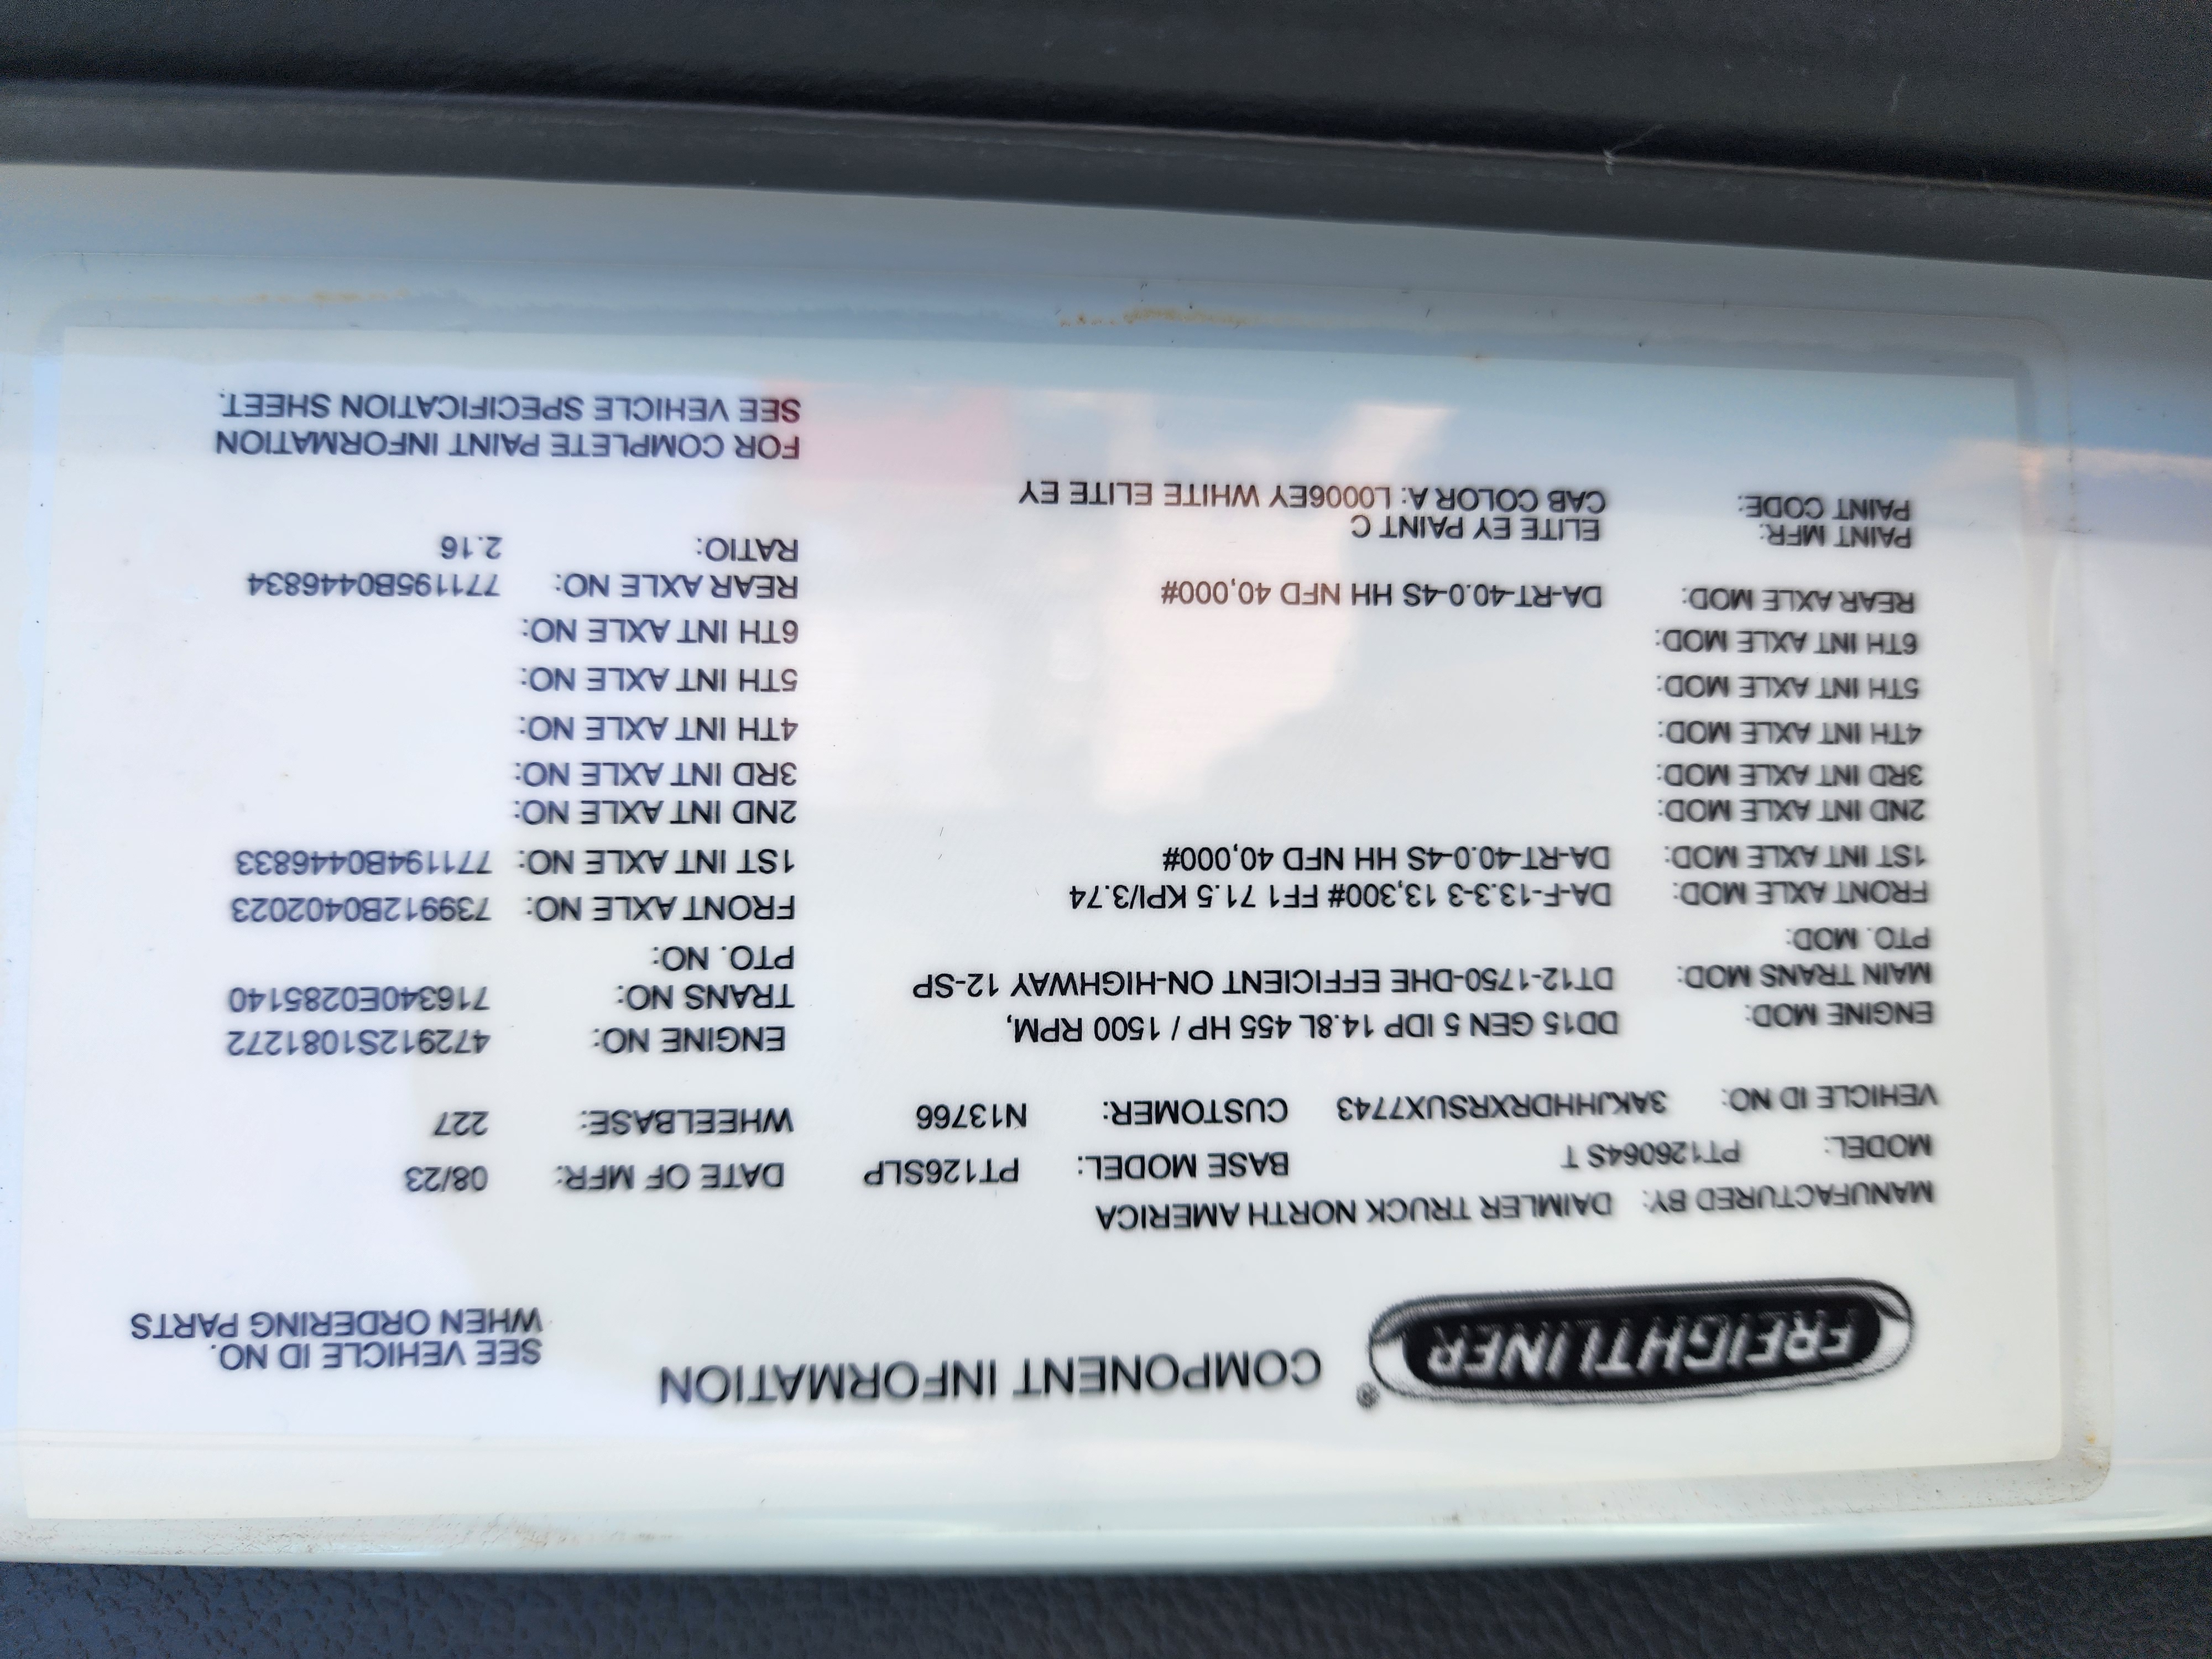 FREIGHTLINER® COMPONENT INFORMATION
SEE VEHICLE ID NO.
WHEN ORDERING PARTS
MANUFACTURED BY: DAIMLER TRUCK NORTH AMERICA
MODEL: PT126064S T BASE MODEL: PT126SLP DATE OF MFR: 08/23
VEHICLE ID NO: 3AKJHHDRXRSUX7743 CUSTOMER: N13766 WHEELBASE: 227
ENGINE MOD: DD15 GEN 5 IDP 14.8L 455 HP / 1500 RPM, ENGINE NO: 472912S1081272
MAIN TRANS MOD: DT12-1750-DHE EFFICIENT ON-HIGHWAY 12-SP TRANS NO: 716340E0285140
PTO. MOD: PTO. NO:
FRONT AXLE MOD: DA-F-13.3-3 13,300# FF1 71.5 KPI/3.74 FRONT AXLE NO: 739912B0402023
1ST INT AXLE MOD: DA-RT-40.0-4S HH NFD 40,000# 1ST INT AXLE NO: 771194B0446833
2ND INT AXLE MOD: 2ND INT AXLE NO:
3RD INT AXLE MOD: 3RD INT AXLE NO:
4TH INT AXLE MOD: 4TH INT AXLE NO:
5TH INT AXLE MOD: 5TH INT AXLE NO:
6TH INT AXLE MOD: 6TH INT AXLE NO:
REAR AXLE MOD: DA-RT-40.0-4S HH NFD 40,000# REAR AXLE NO: 771195B0446834
RATIO: 2.16
PAINT MFR: ELITE EY PAINT C
PAINT CODE: CAB COLOR A: L0006EY WHITE ELITE EY
FOR COMPLETE PAINT INFORMATION
SEE VEHICLE SPECIFICATION SHEET.